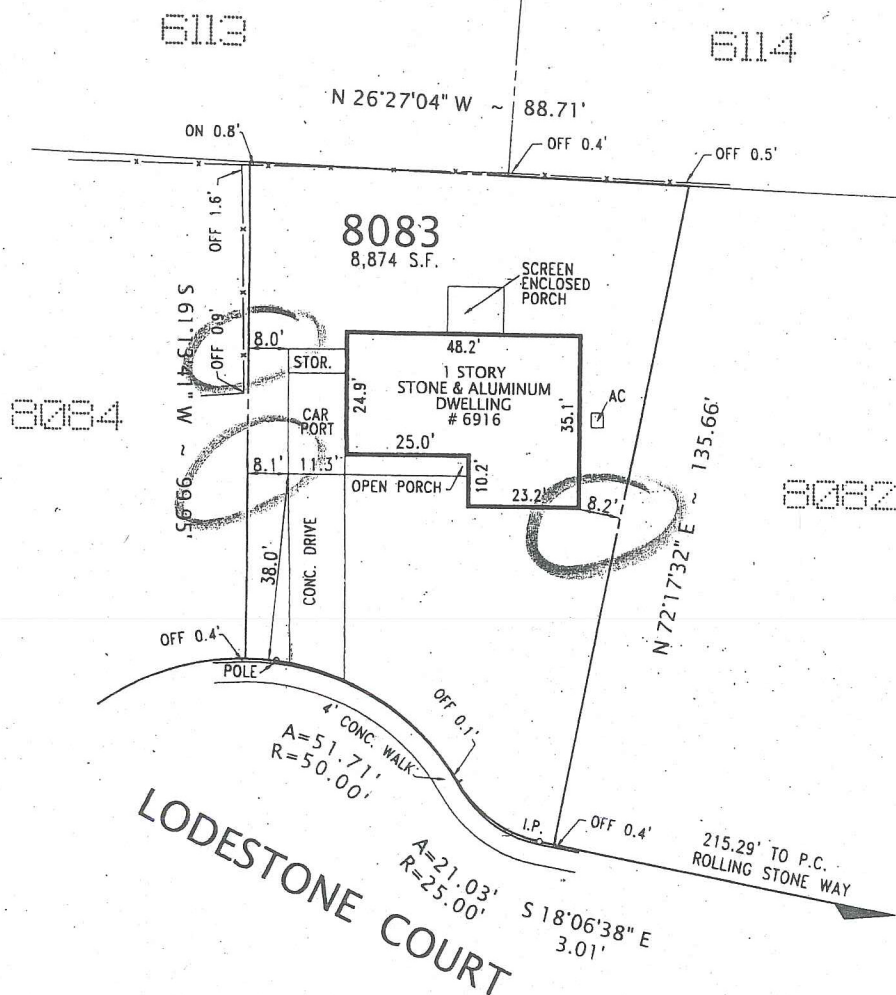 6113
6114
N 26°27'04" W ~ 88.71'
ON 0.8'
OFF 0.4'
OFF 0.5'
OFF 1.6'
8083
8,874 S.F.
SCREEN
ENCLOSED
PORCH
OFF 0.9'
8.0'
STOR.
48.2'
1 STORY
STONE & ALUMINUM
DWELLING
# 6916
24.9'
35.1'
AC
8084
CAR
PORT
25.0'
8.1'
11.3'
OPEN PORCH
10.2'
23.2'
8.2'
N 72°17'32" E ~ 135.66'
8082
38.0'
CONC. DRIVE
OFF 0.4'
POLE
OFF 0.1'
4' CONC. WALK
A=51.71'
R=50.00'
I.P.
OFF 0.4'
215.29' TO P.C.
ROLLING STONE WAY
A=21.03'
R=25.00'
S 18°06'38" E
3.01'
LODESTONE COURT